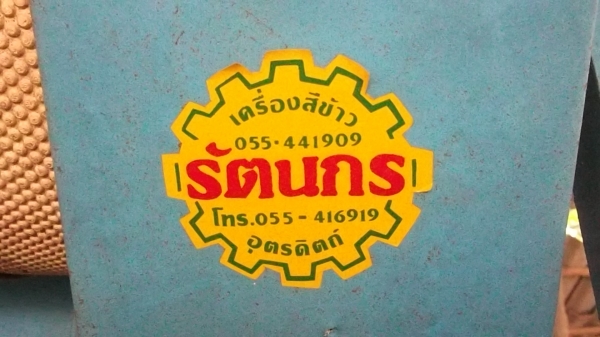 เครื่องสีข้าว
055-441909
รัตนกร
โทร.055-416919
อุตรดิตถ์